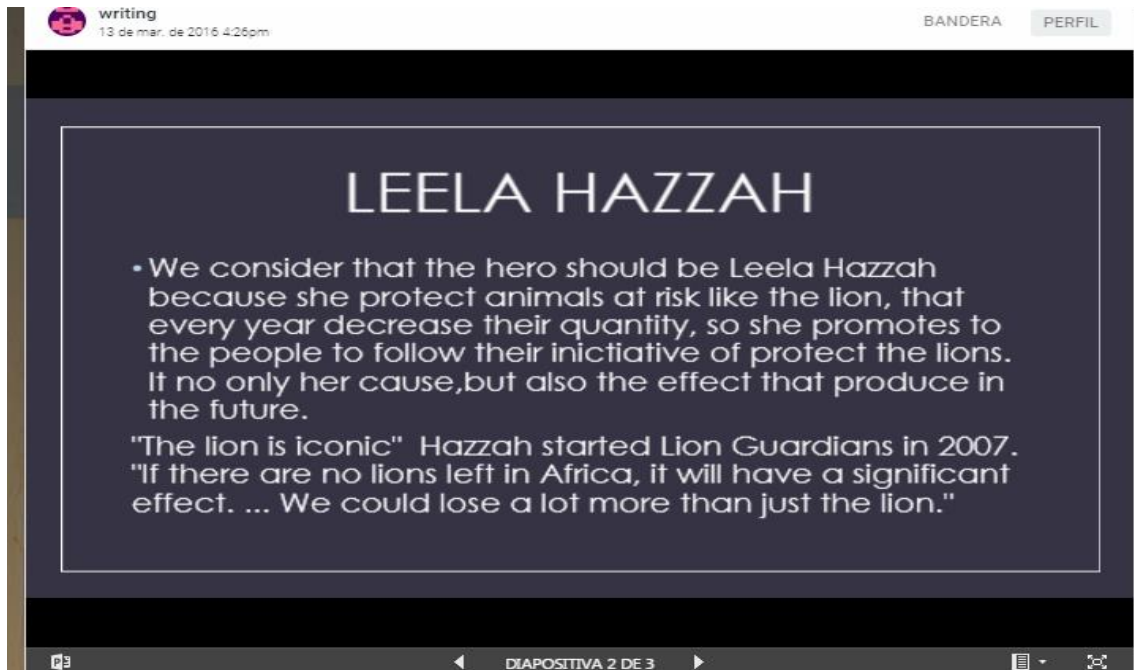 writing
13 de mar. de 2016 4:26pm
BANDERA
PERFIL
LEELA HAZZAH
• We consider that the hero should be Leela Hazzah
because she protect animals at risk like the lion, that
every year decrease their quantity, so she promotes to
the people to follow their inictiative of protect the lions.
It no only her cause,but also the effect that produce in
the future.
"The lion is iconic" Hazzah started Lion Guardians in 2007.
"If there are no lions left in Africa, it will have a significant
effect. ... We could lose a lot more than just the lion."
DIAPOSITIVA 2 DE 3